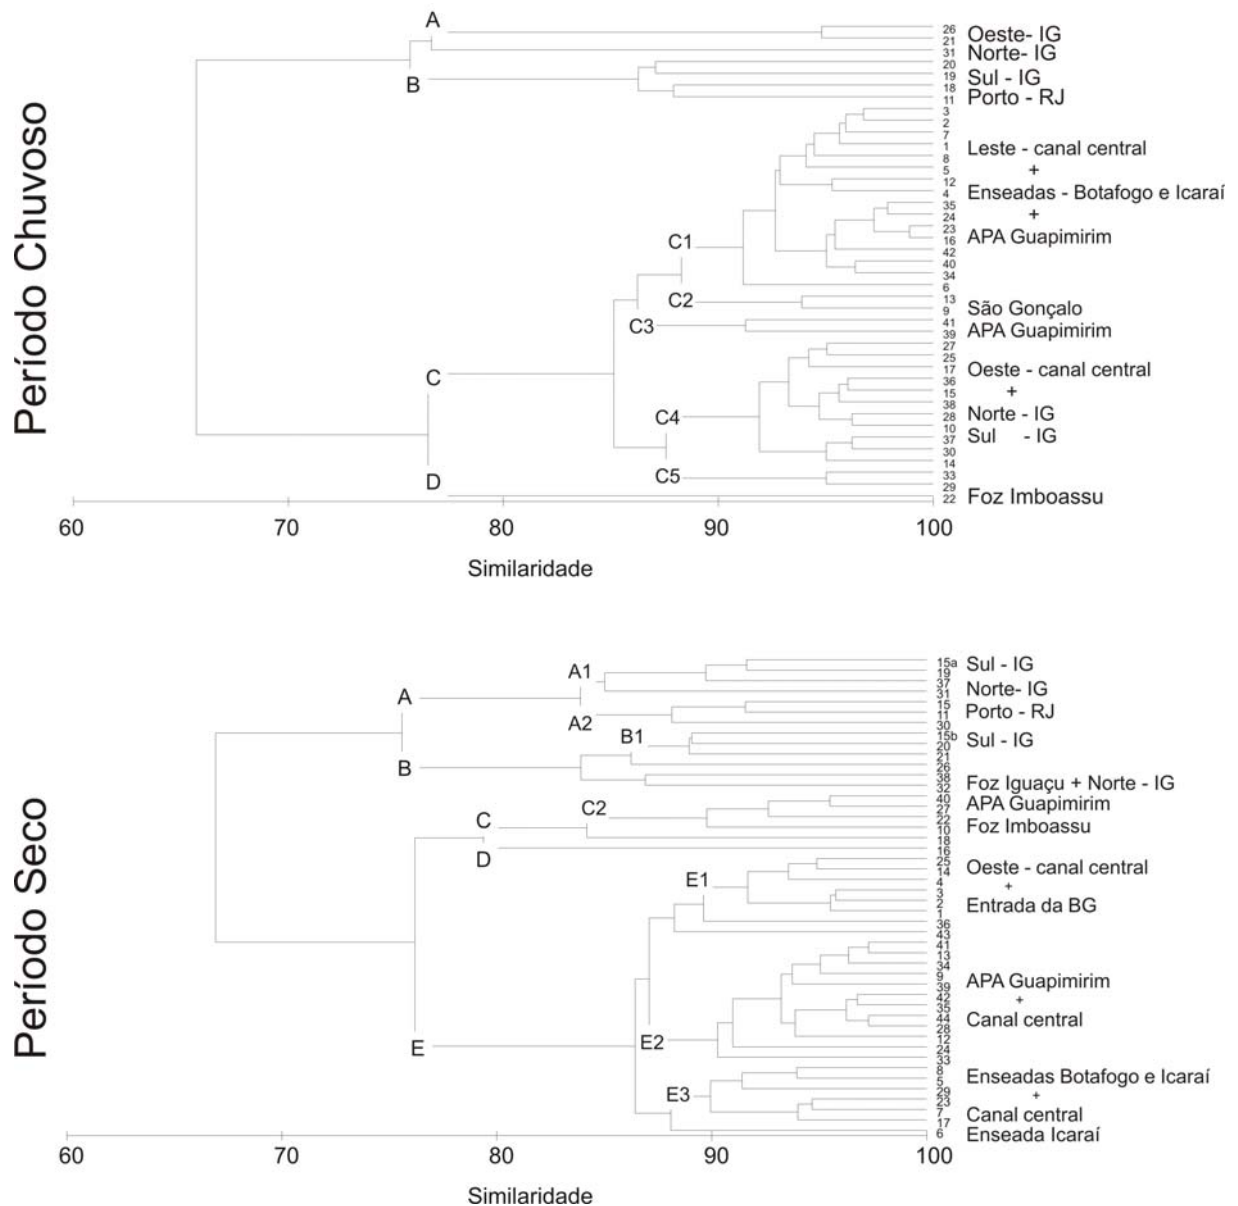 Período Chuvoso
A
B
C1
C2
C3
C
C4
C5
D
26
21
31
20
19
18
11
3
2
7
1
8
5
12
4
35
24
23
16
42
40
34
6
13
9
41
39
27
25
17
36
15
38
28
10
37
30
14
33
29
22
Oeste- IG
Norte- IG
Sul - IG
Porto - RJ
Leste - canal central
+
Enseadas - Botafogo e Icaraí
+
APA Guapimirim
São Gonçalo
APA Guapimirim
Oeste - canal central
+
Norte - IG
Sul - IG
Foz Imboassu
60 70 80 90 100
Similaridade
Período Seco
A1
A
A2
B1
B
C2
C
D
E1
E2
E
E3
15a
19
37
31
15
11
30
15b
20
21
26
38
32
40
27
22
10
18
16
25
14
4
3
2
1
36
43
41
13
34
9
39
42
35
44
28
12
24
33
8
5
29
23
7
17
6
Sul - IG
Norte- IG
Porto - RJ
Sul - IG
Foz Iguaçu + Norte - IG
APA Guapimirim
Foz Imboassu
Oeste - canal central
+
Entrada da BG
APA Guapimirim
+
Canal central
Enseadas Botafogo e Icaraí
+
Canal central
Enseada Icaraí
60 70 80 90 100
Similaridade